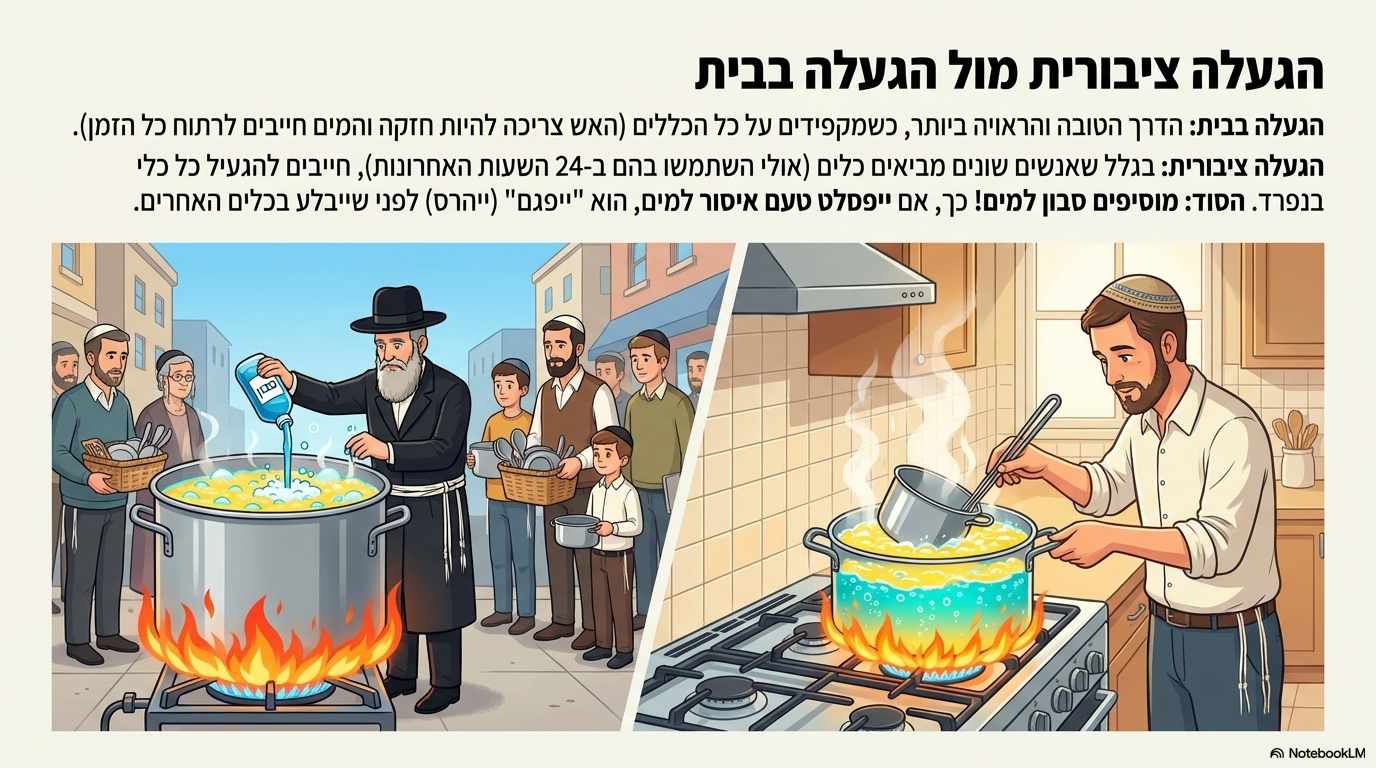 הגעלה ציבורית מול הגעלה בבית
הגעלה בבית: הדרך הטובה והראויה ביותר, כשמקפידים על כל הכללים (האש צריכה להיות חזקה והמים חייבים לרתוח כל הזמן).
הגעלה ציבורית: בגלל שאנשים שונים מביאים כלים (אולי השתמשו בהם ב-24 השעות האחרונות), חייבים להגעיל כל כלי
בנפרד. הסוד: מוסיפים סבון למים! כך, אם ייפסלט טעם איסור למים, הוא "ייפגם" (ייהרס) לפני שייבלע בכלים האחרים.
NotebookLM